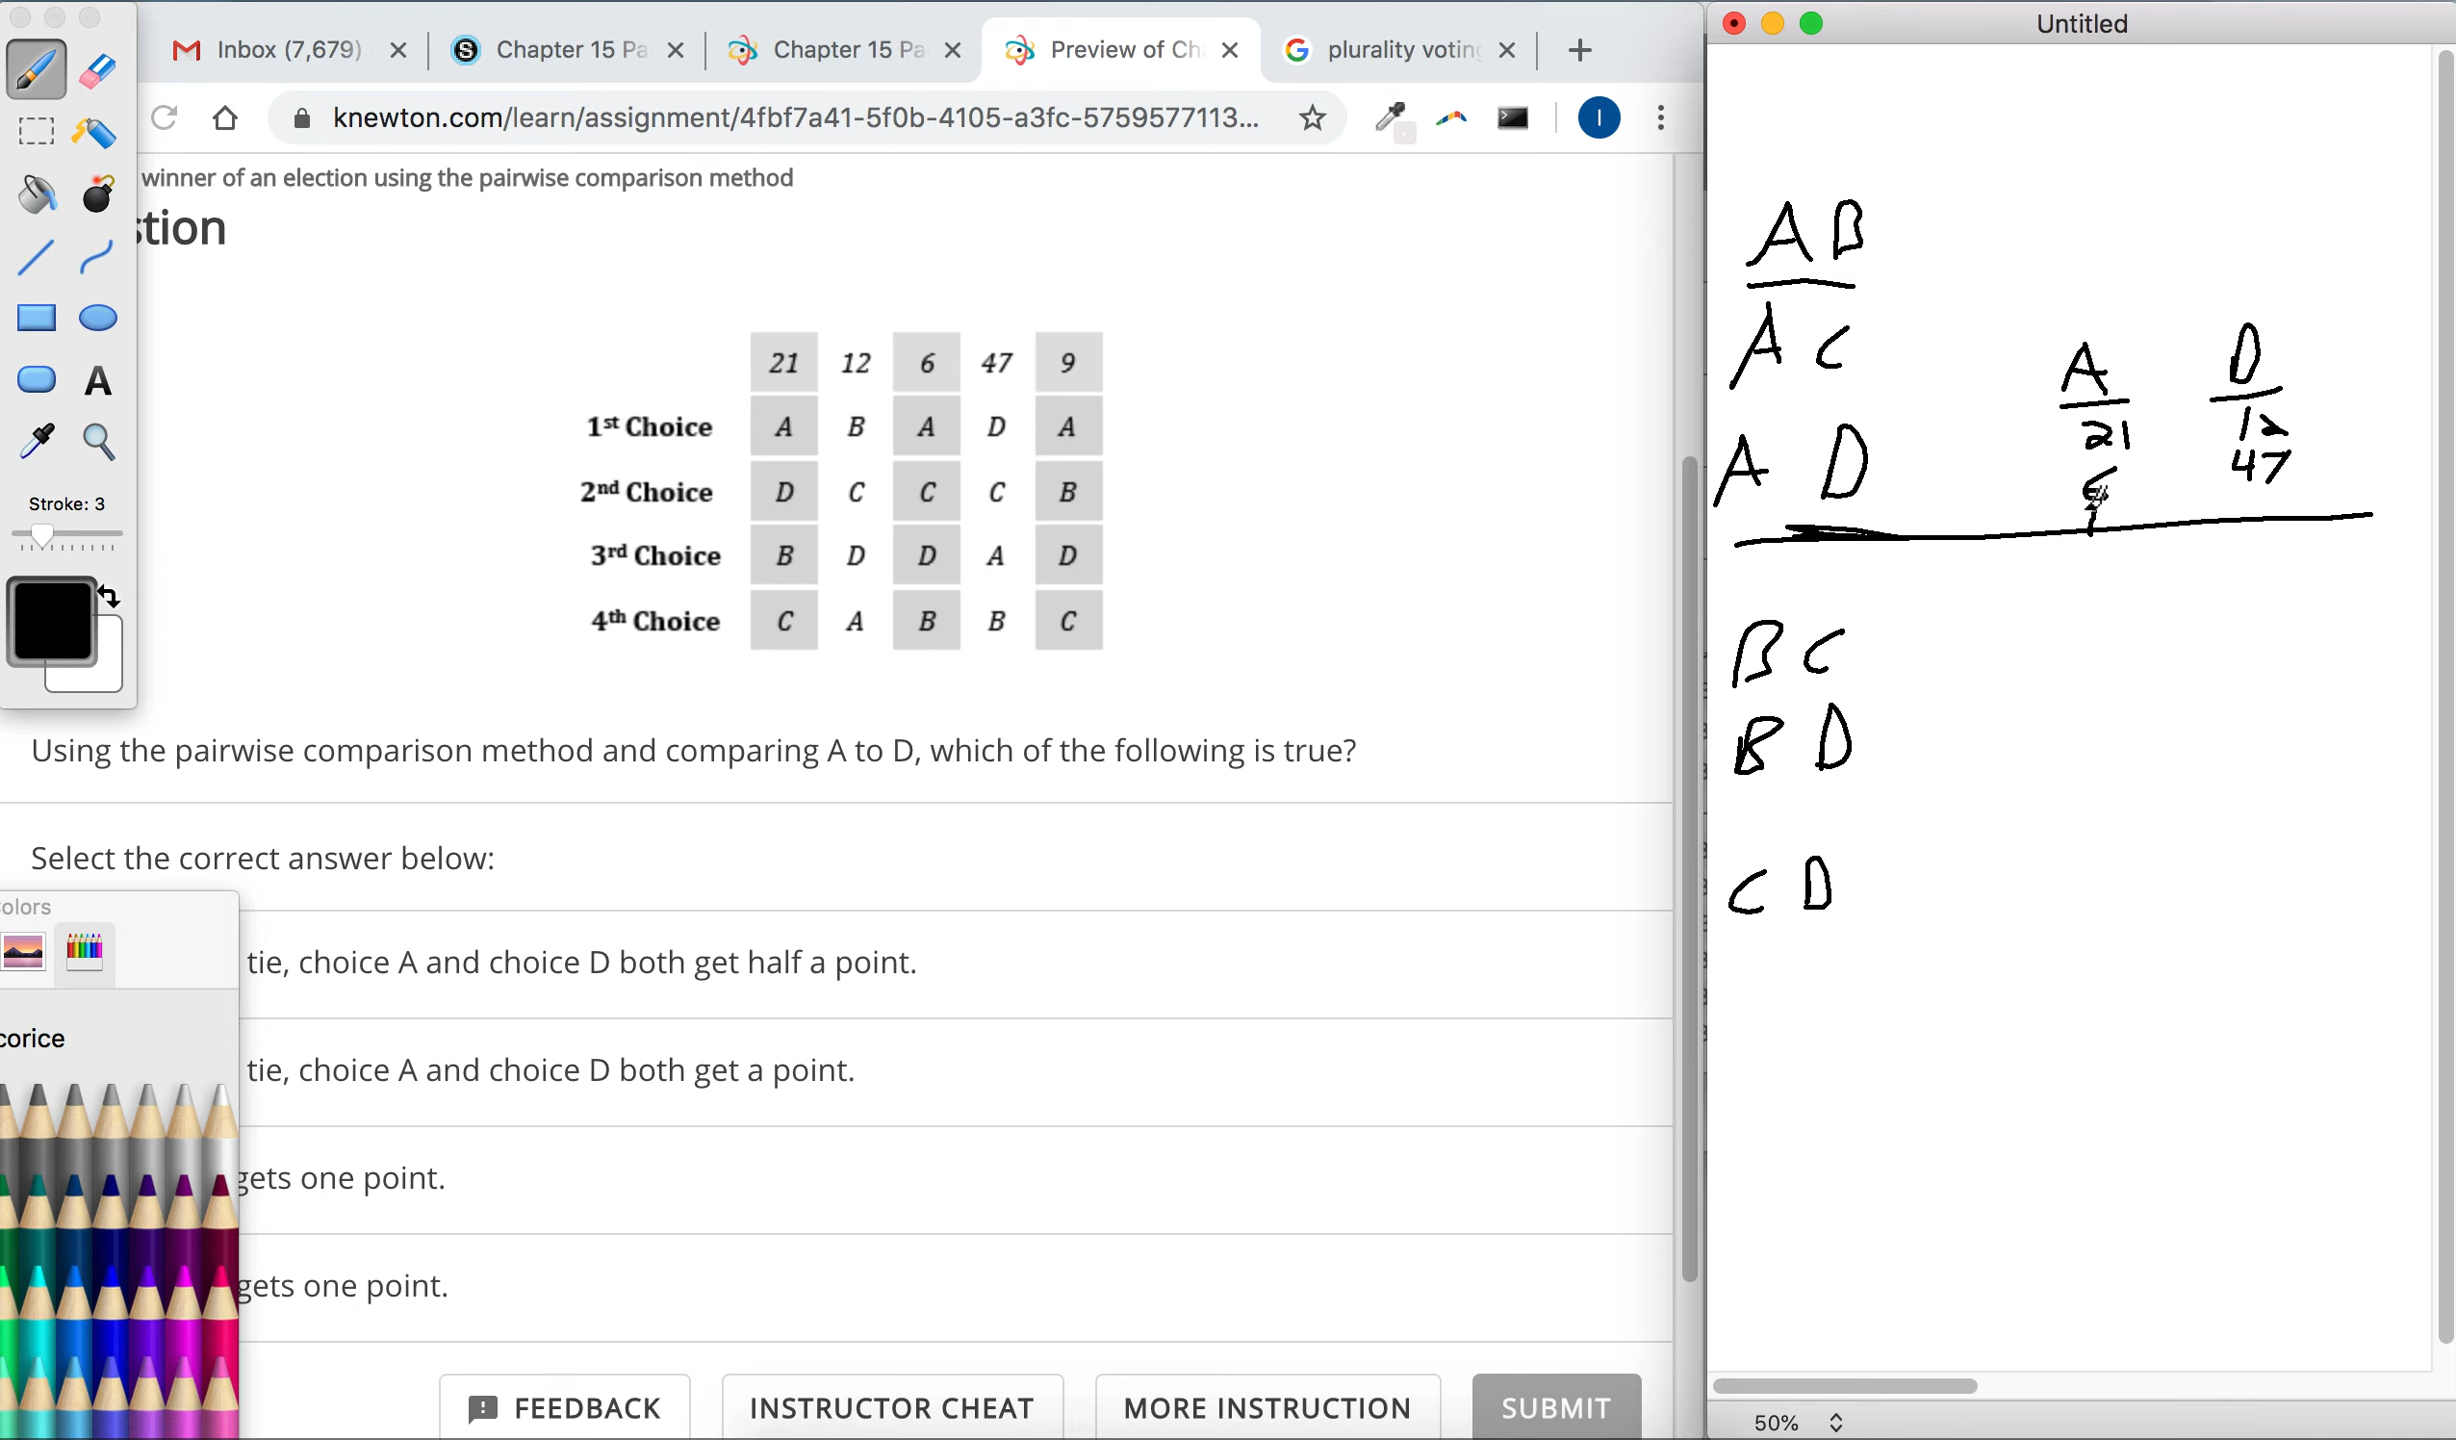 Untitled
Inbox (7,679)
Chapter 15 Pa
Chapter 15 Pa
Preview of Ch
plurality voting
knewton.com/learn/assignment/4fbf7a41-5f0b-4105-a3fc-5759577113...
I
winner of an election using the pairwise comparison method
stion
21 12 6 47 9
1st Choice A B A D A
2nd Choice D C C C B
3rd Choice B D D A D
4th Choice C A B B C
Using the pairwise comparison method and comparing A to D, which of the following is true?
Select the correct answer below:
tie, choice A and choice D both get half a point.
tie, choice A and choice D both get a point.
gets one point.
gets one point.
FEEDBACK
INSTRUCTOR CHEAT
MORE INSTRUCTION
SUBMIT
A
Stroke: 3
olors
corice
A B
A C
A D
A D
21 12
6 47
B C
B D
C D
50%